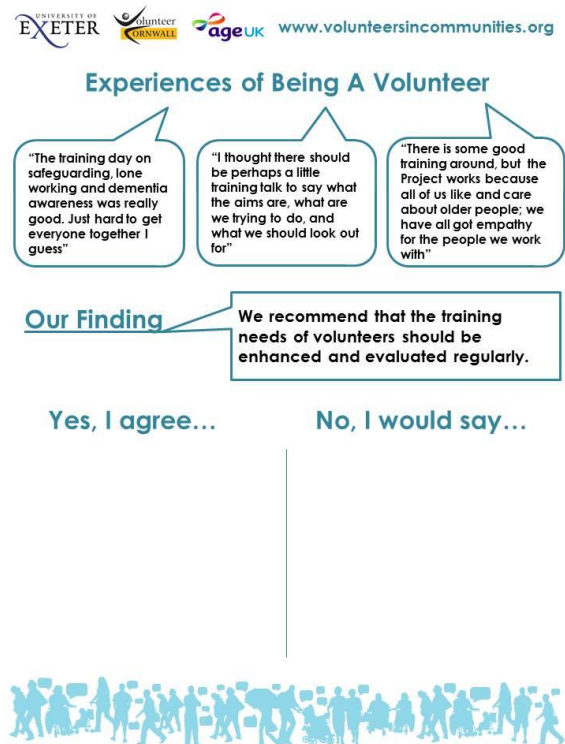 UNIVERSITY OF
EXETER
Volunteer
CORNWALL
age UK
www.volunteersincommunities.org
Experiences of Being A Volunteer
“The training day on
safeguarding, lone
working and dementia
awareness was really
good. Just hard to get
everyone together I
guess”
“I thought there should
be perhaps a little
training talk to say what
the aims are, what are
we trying to do, and
what we should look out
for”
“There is some good
training around, but the
Project works because
all of us like and care
about older people; we
have all got empathy
for the people we work
with”
Our Finding
We recommend that the training
needs of volunteers should be
enhanced and evaluated regularly.
Yes, I agree...
No, I would say...